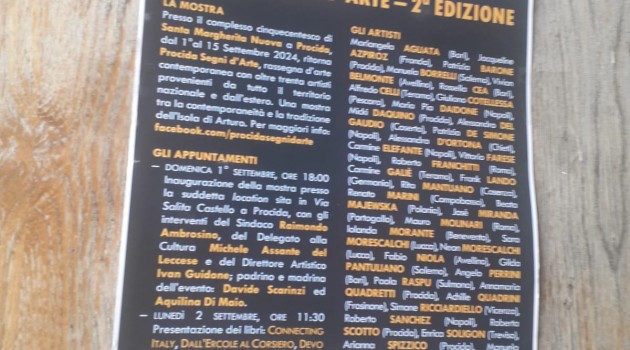 ARTE – 2ª EDIZIONE
LA MOSTRA
Presso il complesso cinquecentesco di
Santa Margherita Nuova a Procida,
dal 1° al 15 Settembre 2024, ritorna
Procida Segni d'Arte, rassegna d'arte
contemporanea con oltre trenta artisti
provenienti da tutto il territorio
nazionale e dall'estero. Una mostra
tra la contemporaneità e la tradizione
dell'Isola di Arturo. Per maggiori info:
facebook.com/procidasegnidarte
GLI APPUNTAMENTI
– DOMENICA 1° SETTEMBRE, ORE 18:00
Inaugurazione della mostra presso
la suddetta location sita in Via
Salita Castello a Procida, con gli
interventi del Sindaco Raimondo
Ambrosino, del Delegato alla
Cultura Michele Assante del
Leccese e del Direttore Artistico
Ivan Guidone; padrino e madrina
dell'evento: Davide Scarinzi ed
Aquilina Di Maio.
– LUNEDÌ 2 SETTEMBRE, ORE 11:30
Presentazione dei libri: CONNECTING
ITALY, DALL'ERCOLE AL CORSIERO, DEVO
GLI ARTISTI
Mariangela AGLIATA (Bari), Jacqueline
AZPIROZ (Francia), Patrizia BARONE
(Procida), Manuela BORRELLI (Salerno), Vivian
BELMONTE (Avellino), Rossella CEA (Bari),
Alfredo CELLI (Teramo), Giuliano COTELLESSA
(Pescara), Maria Pia DAIDONE (Napoli),
Micki DAQUINO (Procida), Alessandra DEL
GAUDIO (Caserta), Patrizia DE SIMONE
(Napoli), Alessandro D'ORTONA (Chieti),
Carmine ELEFANTE (Napoli), Vittorio FARESE
(Napoli), Roberto FRANCHITTI (Roma),
Carmine GALIÈ (Teramo), Frank LANDO
(Germania), Rita MANTUANO (Caserta),
Renato MARINI (Campobasso), Beata
MAJEWSKA (Polonia), José MIRANDA
(Portogallo), Mauro MOLINARI (Roma),
Iolanda MORANTE (Benevento), Sara
MORESCALCHI (Lucca), Nean MORESCALCHI
(Lucca), Fabio NIOLA (Avellino), Gilda
PANTULIANO (Salerno), Angelo PERRINI
(Bari), Paola RASPU (Salerno), Annamaria
QUADRETTI (Procida), Achille QUADRINI
(Frosinone), Simone RICCIARDIELLO (Vicenza),
Roberto SANCHEZ (Napoli), Roberto
SCOTTO (Procida), Enrica SOLIGON (Treviso),
Arianna SPIZZICO (Procida), Manuela